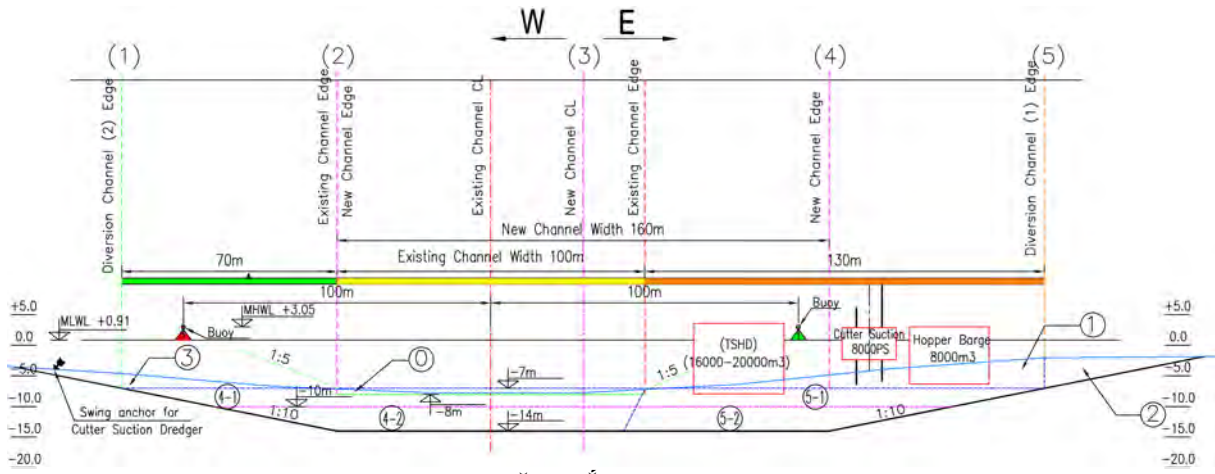 W E
(1) (2) (3) (4) (5)
Diversion Channel (2) Edge
Existing Channel Edge
New Channel Edge
Existing Channel CL
New Channel CL
Existing Channel Edge
New Channel Edge
Diversion Channel (1) Edge
New Channel Width 160m
70m
Existing Channel Width 100m
130m
100m
100m
+5.0
MLWL +0.91
MHWL +3.05
Buoy
Buoy
+5.0
0.0
0.0
(TSHD)
(16000-20000m3)
Cutter Suction
8000PS
Hopper Barge
8000m3
1
-5.0
3
1:5
0
-7m
1:5
-5.0
4-1
-10m
-8m
5-1
-10.0
1:10
1:10
2
-10.0
Swing anchor for
Cutter Suction Dredger
4-2
-14m
5-2
-15.0
-15.0
-20.0
-20.0